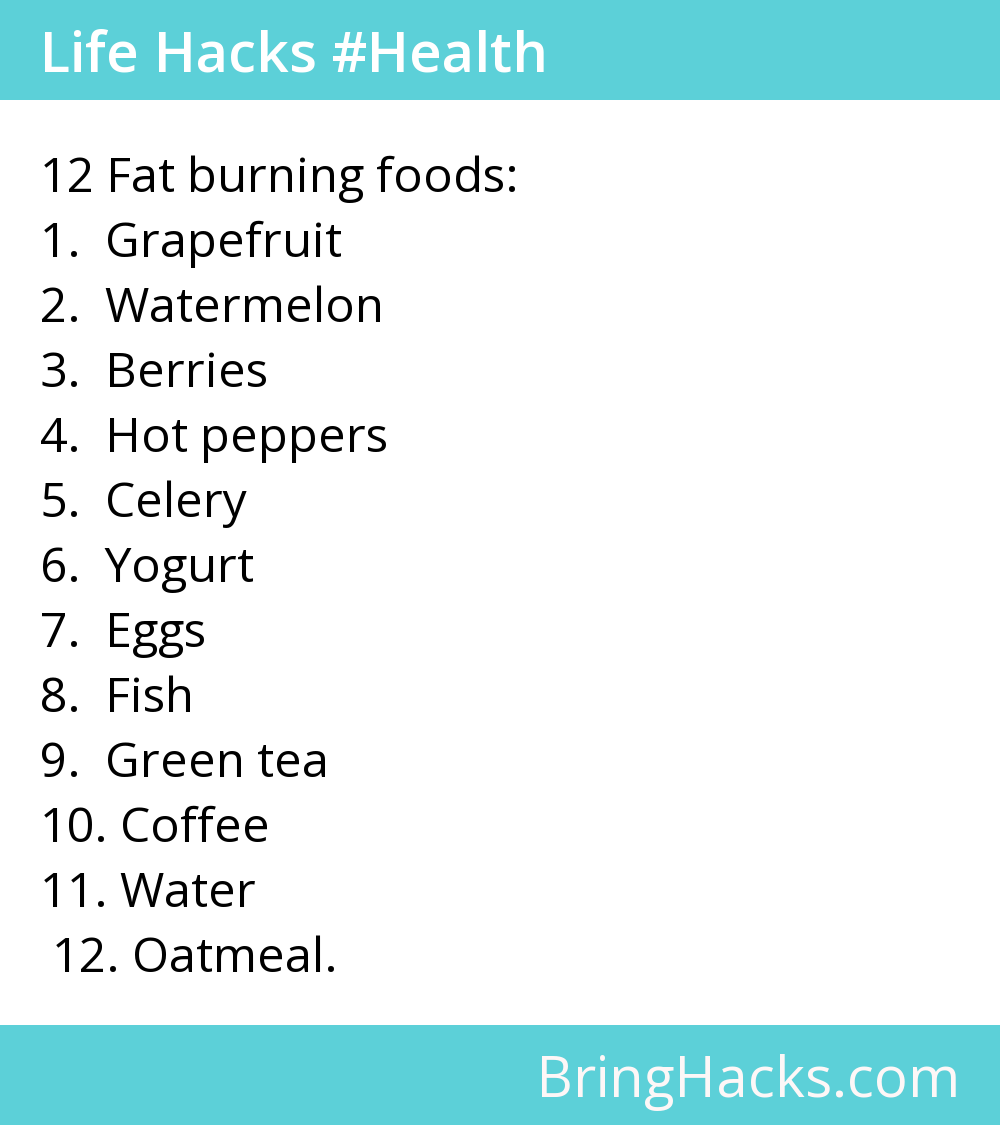 Life Hacks #Health
12 Fat burning foods:
1.  Grapefruit
2.  Watermelon
3.  Berries
4.  Hot peppers
5.  Celery
6.  Yogurt
7.  Eggs
8.  Fish
9.  Green tea
10. Coffee
11. Water
12. Oatmeal.
BringHacks.com